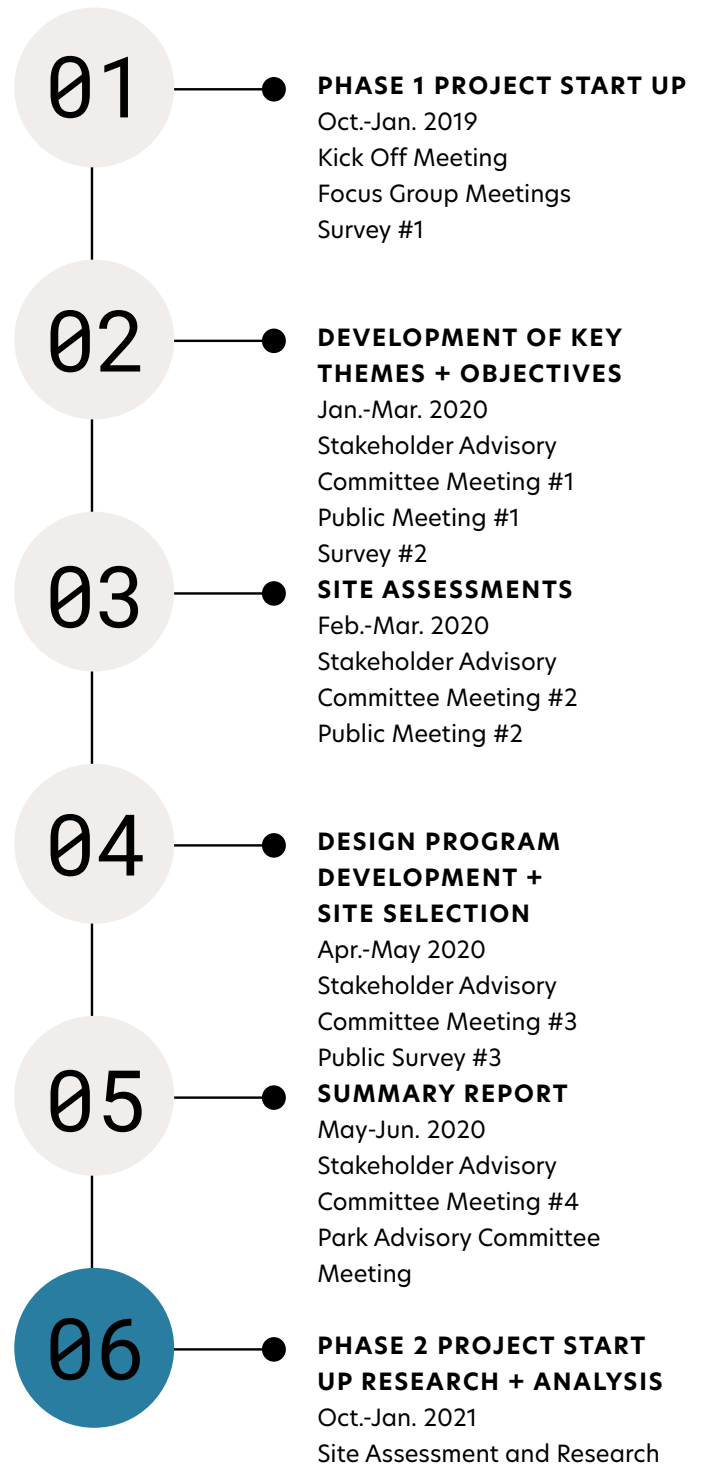 01
PHASE 1 PROJECT START UP
Oct.-Jan. 2019
Kick Off Meeting
Focus Group Meetings
Survey #1
02
DEVELOPMENT OF KEY
THEMES + OBJECTIVES
Jan.-Mar. 2020
Stakeholder Advisory
Committee Meeting #1
Public Meeting #1
Survey #2
03
SITE ASSESSMENTS
Feb.-Mar. 2020
Stakeholder Advisory
Committee Meeting #2
Public Meeting #2
04
DESIGN PROGRAM
DEVELOPMENT +
SITE SELECTION
Apr.-May 2020
Stakeholder Advisory
Committee Meeting #3
Public Survey #3
05
SUMMARY REPORT
May-Jun. 2020
Stakeholder Advisory
Committee Meeting #4
Park Advisory Committee
Meeting
06
PHASE 2 PROJECT START
UP RESEARCH + ANALYSIS
Oct.-Jan. 2021
Site Assessment and Research